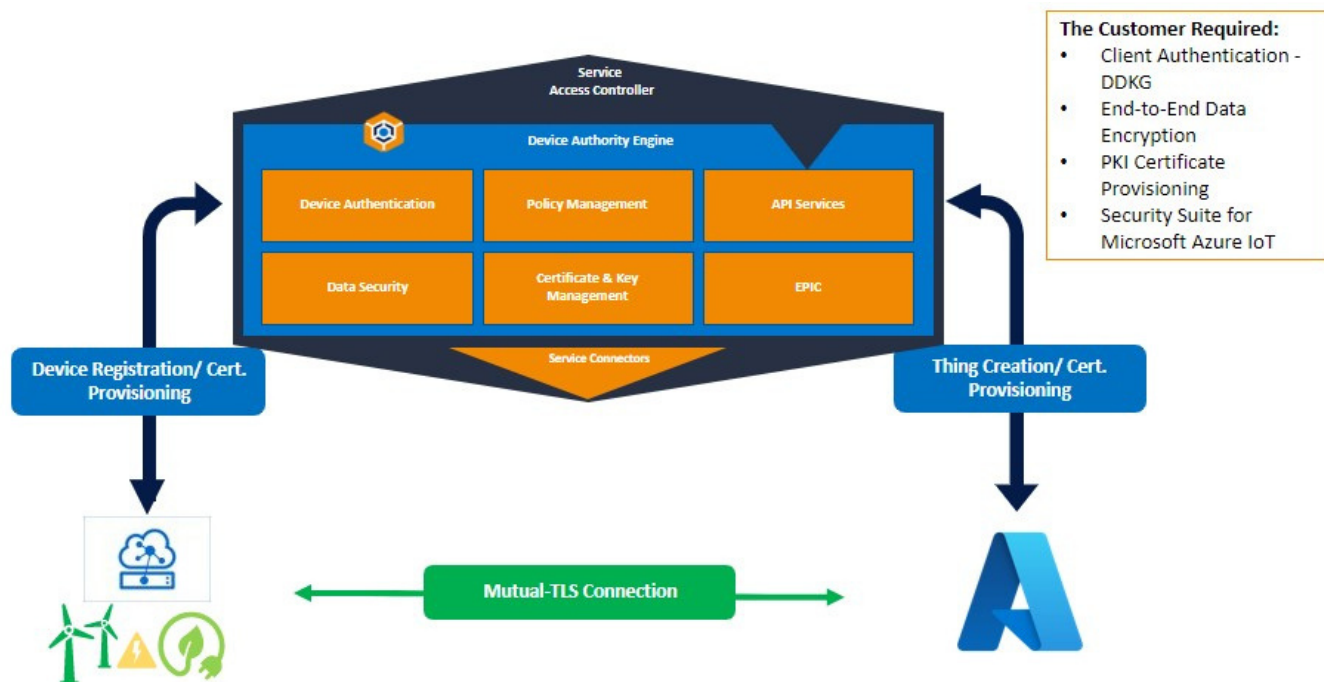 The Customer Required:
• Client Authentication -
DDKG
• End-to-End Data
Encryption
• PKI Certificate
Provisioning
• Security Suite for
Microsoft Azure IoT
Service
Access Controller
Device Authority Engine
Device Authentication
Policy Management
API Services
Data Security
Certificate & Key
Management
EPIC
Service Connectors
Device Registration/ Cert.
Provisioning
Thing Creation/ Cert.
Provisioning
Mutual-TLS Connection